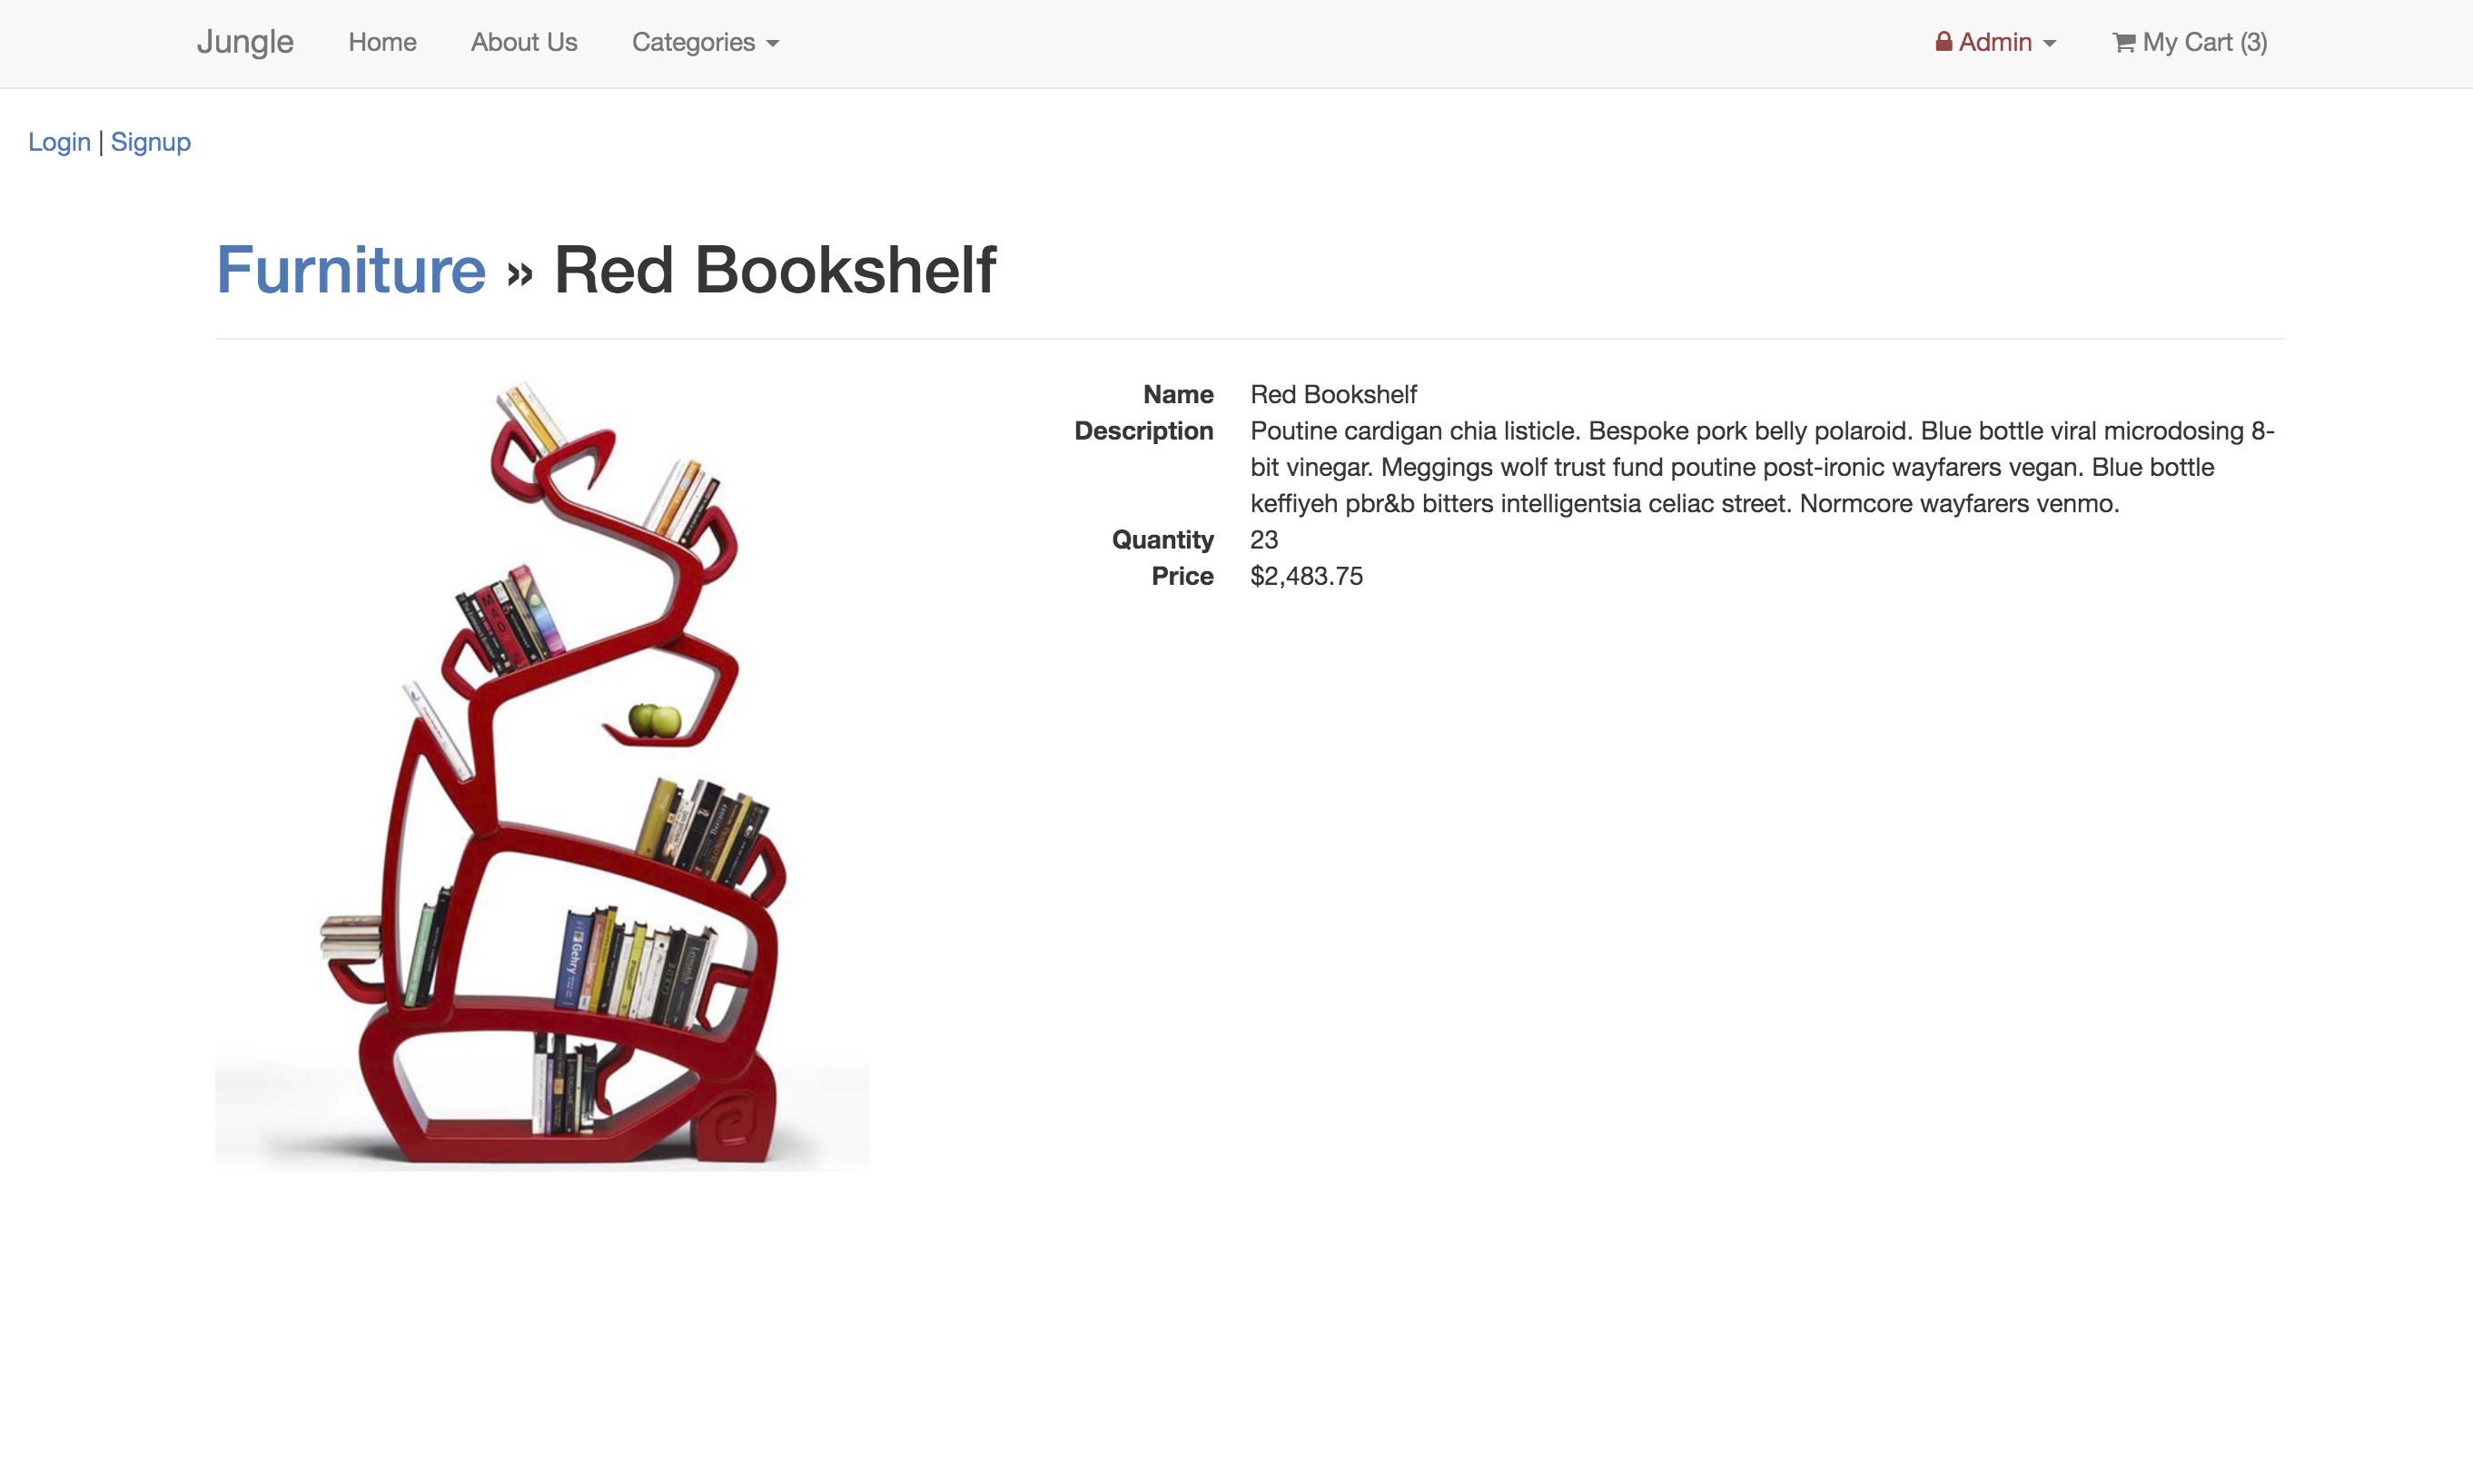 Jungle Home About Us Categories Admin My Cart (3)
Login | Signup
Furniture » Red Bookshelf
Name Red Bookshelf
Description Poutine cardigan chia listicle. Bespoke pork belly polaroid. Blue bottle viral microdosing 8-
bit vinegar. Meggings wolf trust fund poutine post-ironic wayfarers vegan. Blue bottle
keffiyeh pbr&b bitters intelligentsia celiac street. Normcore wayfarers venmo.
Quantity 23
Price $2,483.75
MAO
Gehry